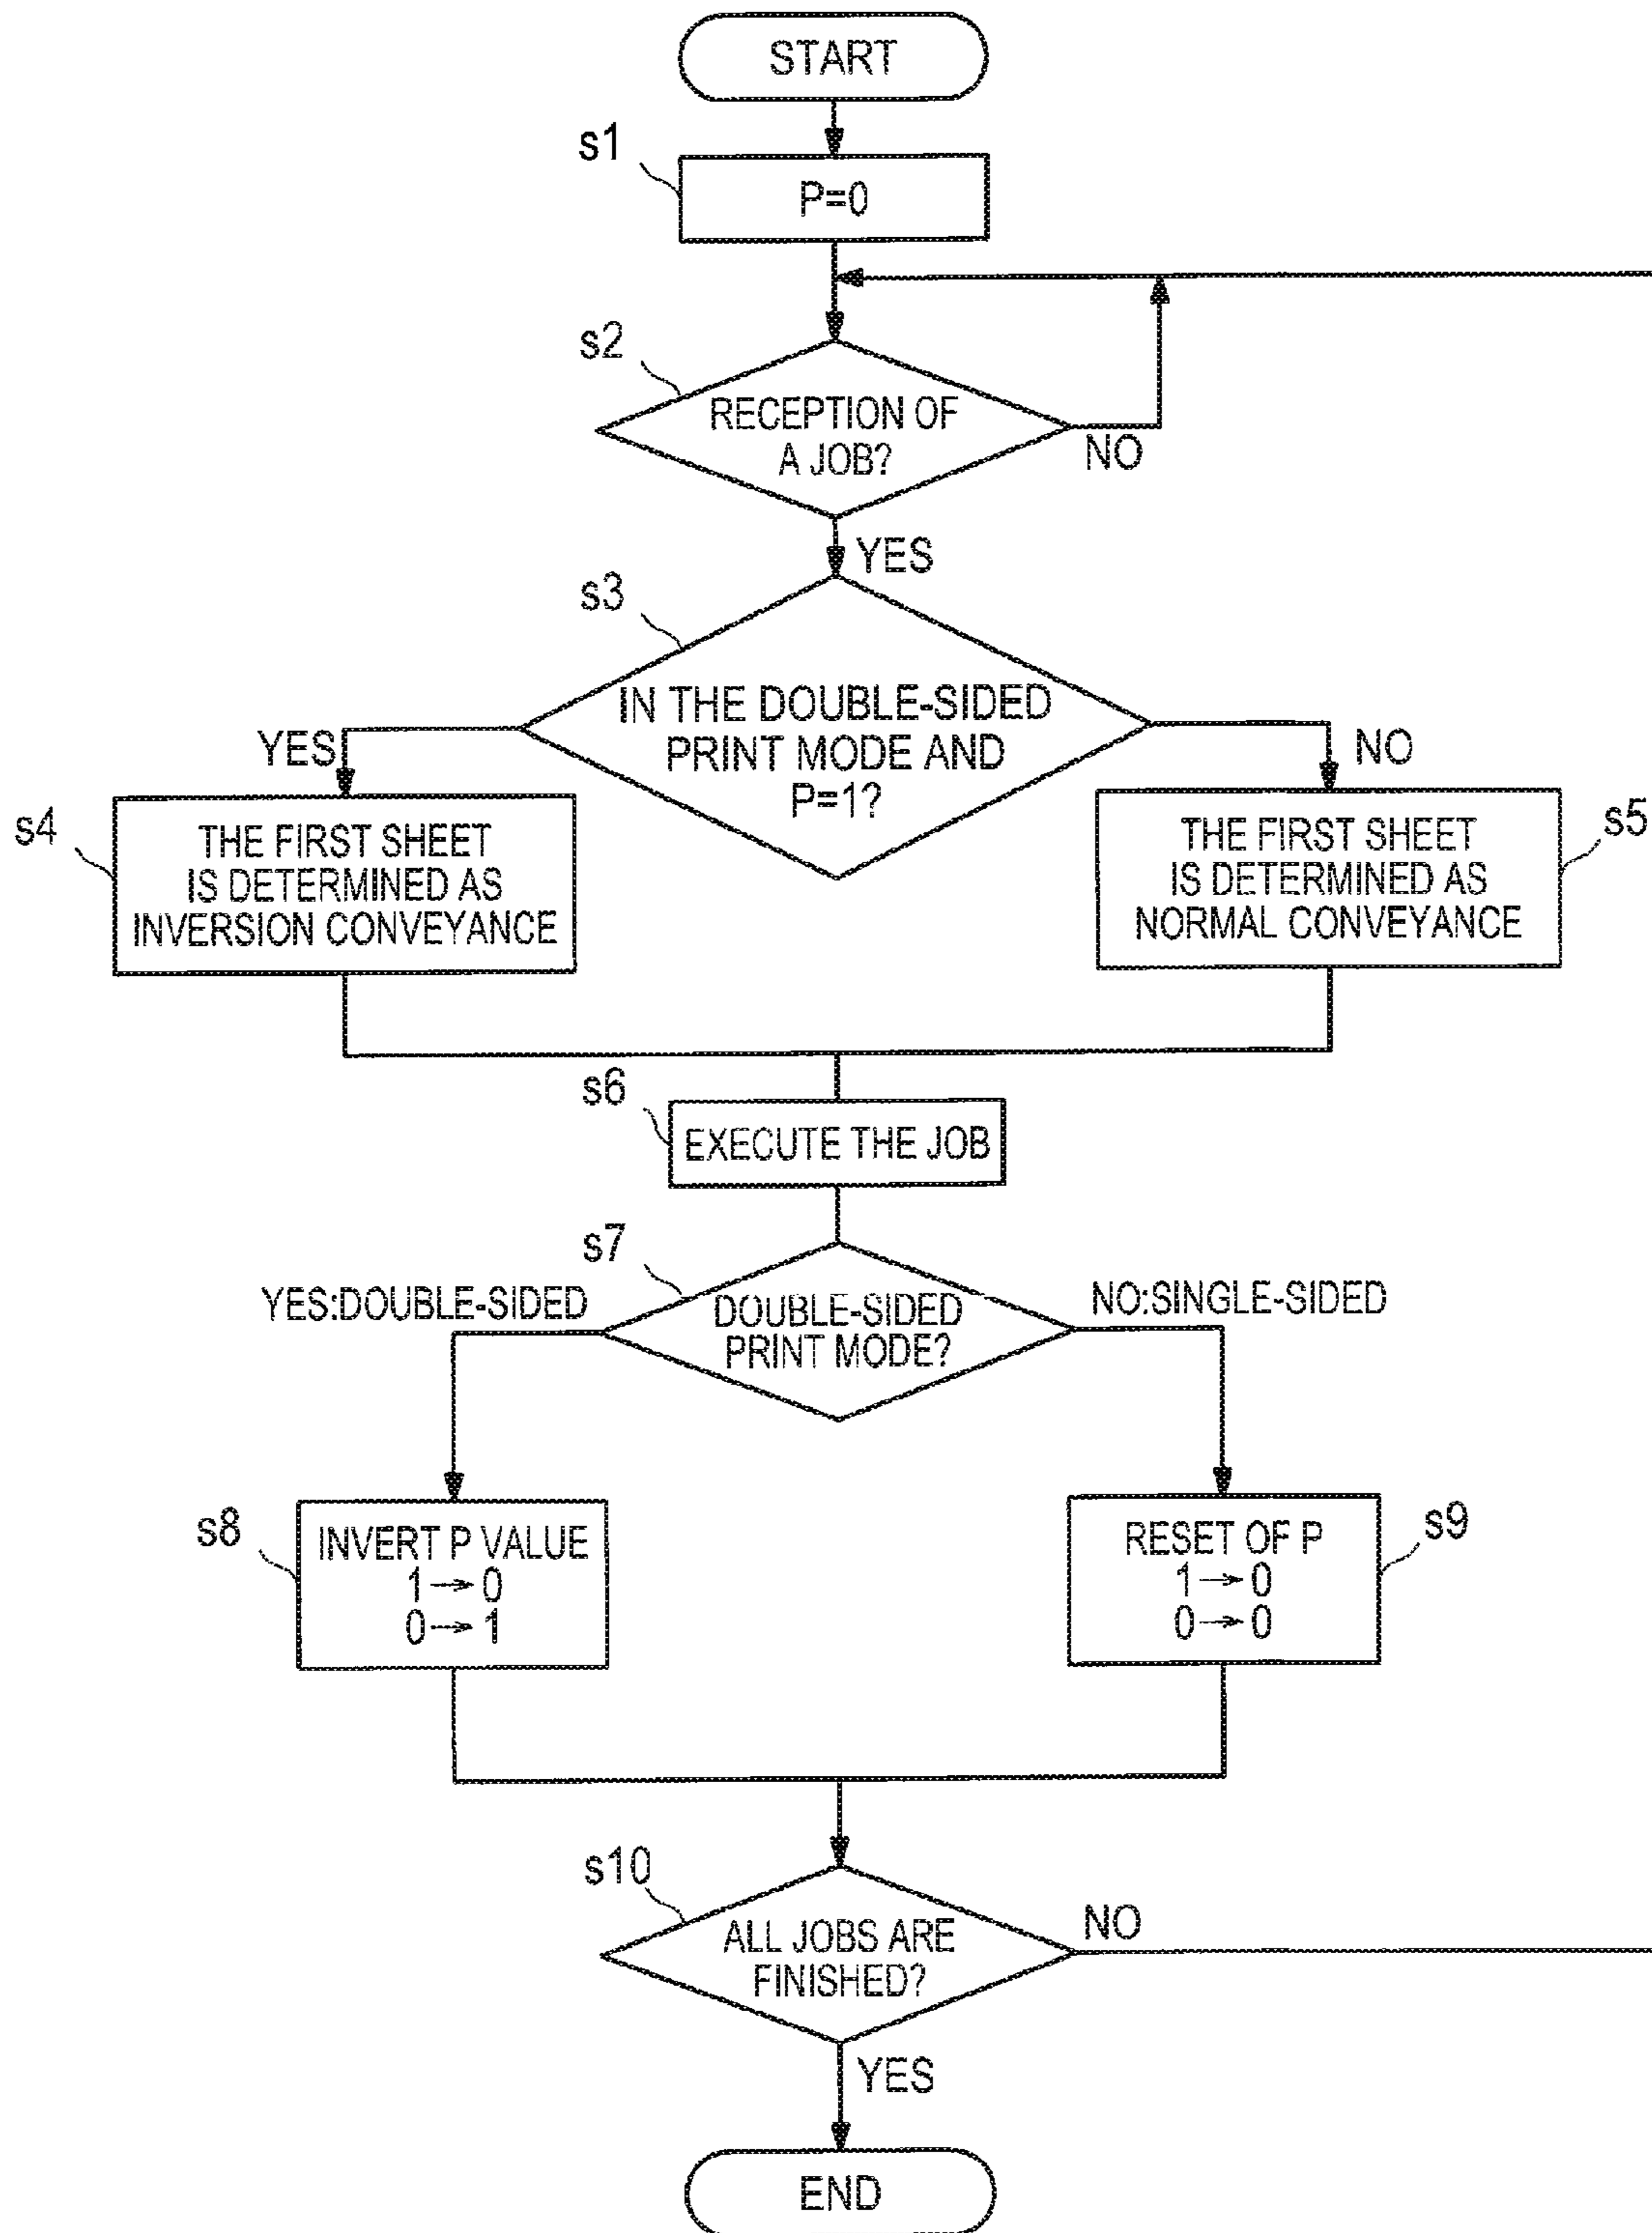 START
s1
P=0
s2
RECEPTION OF
A JOB?
NO
YES
s3
IN THE DOUBLE-SIDED
PRINT MODE AND
P=1?
YES
NO
s4
THE FIRST SHEET
IS DETERMINED AS
INVERSION CONVEYANCE
THE FIRST SHEET
IS DETERMINED AS
NORMAL CONVEYANCE
s5
s6
EXECUTE THE JOB
s7
YES:DOUBLE-SIDED
DOUBLE-SIDED
PRINT MODE?
NO:SINGLE-SIDED
s8
INVERT P VALUE
1→0
0→1
RESET OF P
1→0
0→0
s9
s10
ALL JOBS ARE
FINISHED?
NO
YES
END